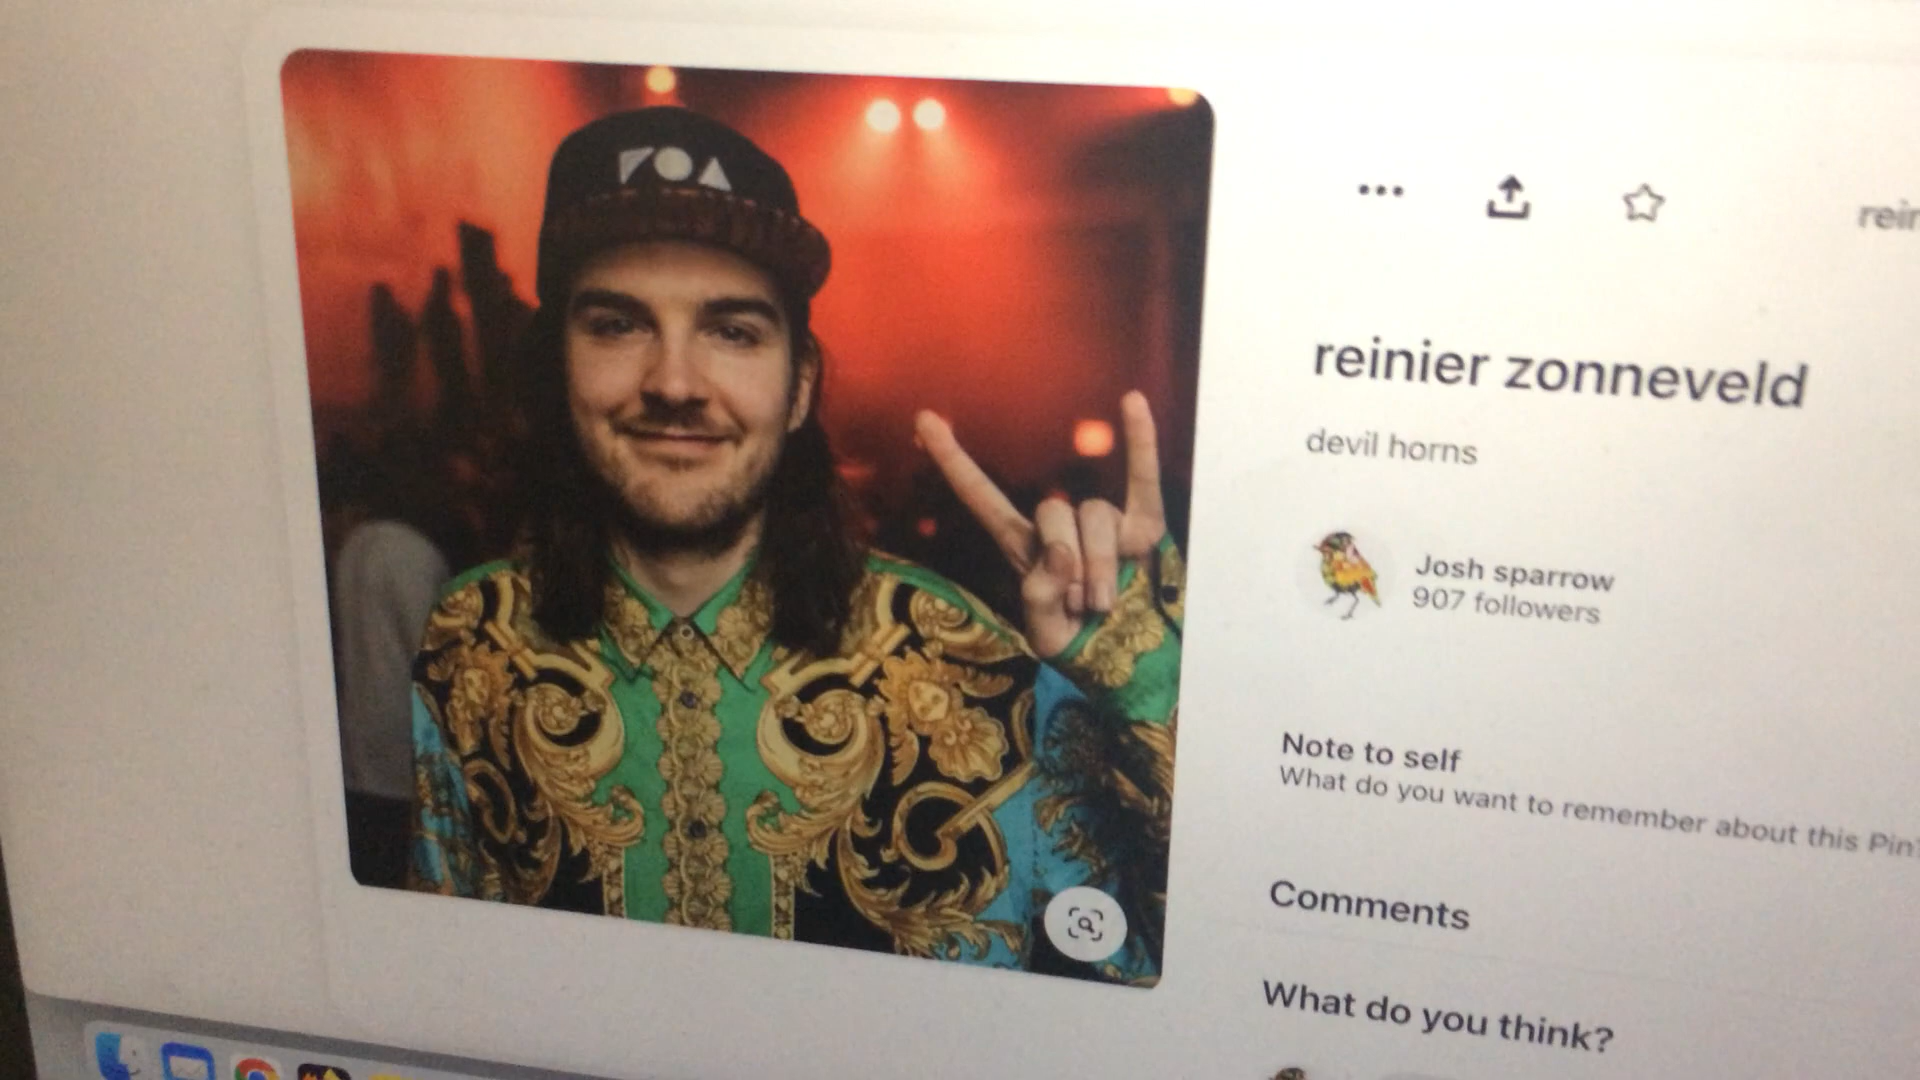 rein
reinier zonneveld
devil horns
Josh sparrow
907 followers
Note to self
What do you want to remember about this Pin?
Comments
What do you think?